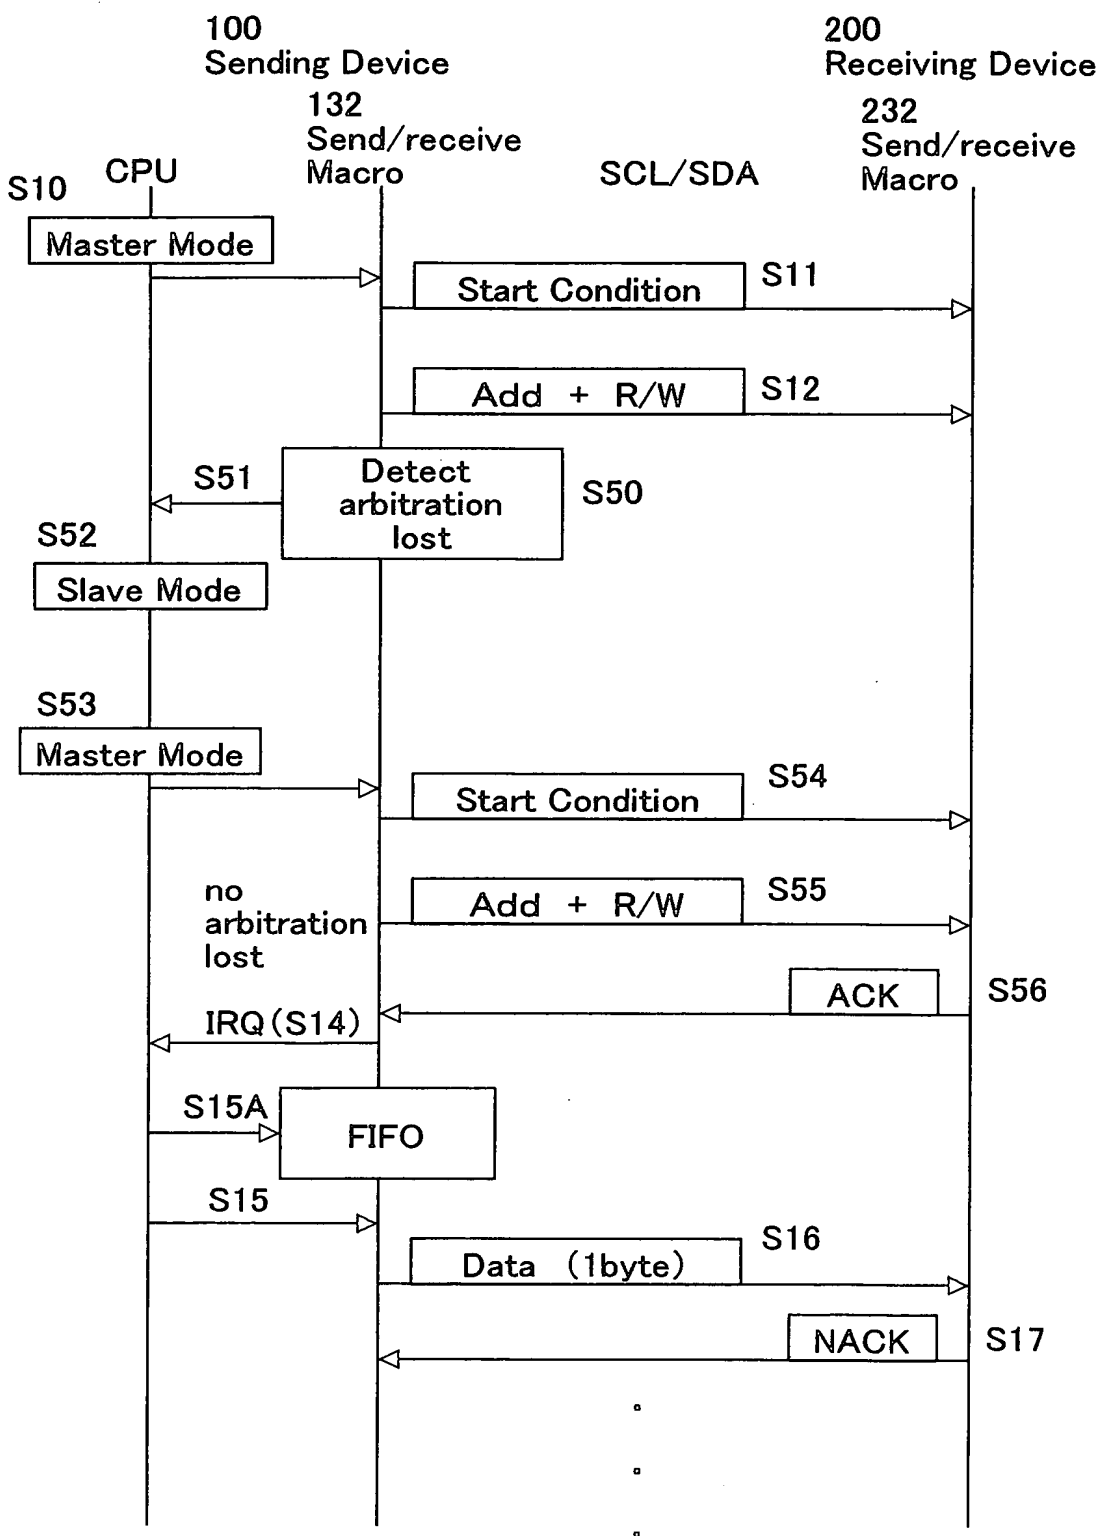 100
Sending Device
200
Receiving Device
132
Send/receive
Macro
232
Send/receive
Macro
CPU
SCL/SDA
S10
Master Mode
Start Condition
S11
Add + R/W
S12
S51
Detect
arbitration
lost
S50
S52
Slave Mode
S53
Master Mode
Start Condition
S54
no
arbitration
lost
Add + R/W
S55
ACK
S56
IRQ(S14)
S15A
FIFO
S15
Data (1byte)
S16
NACK
S17